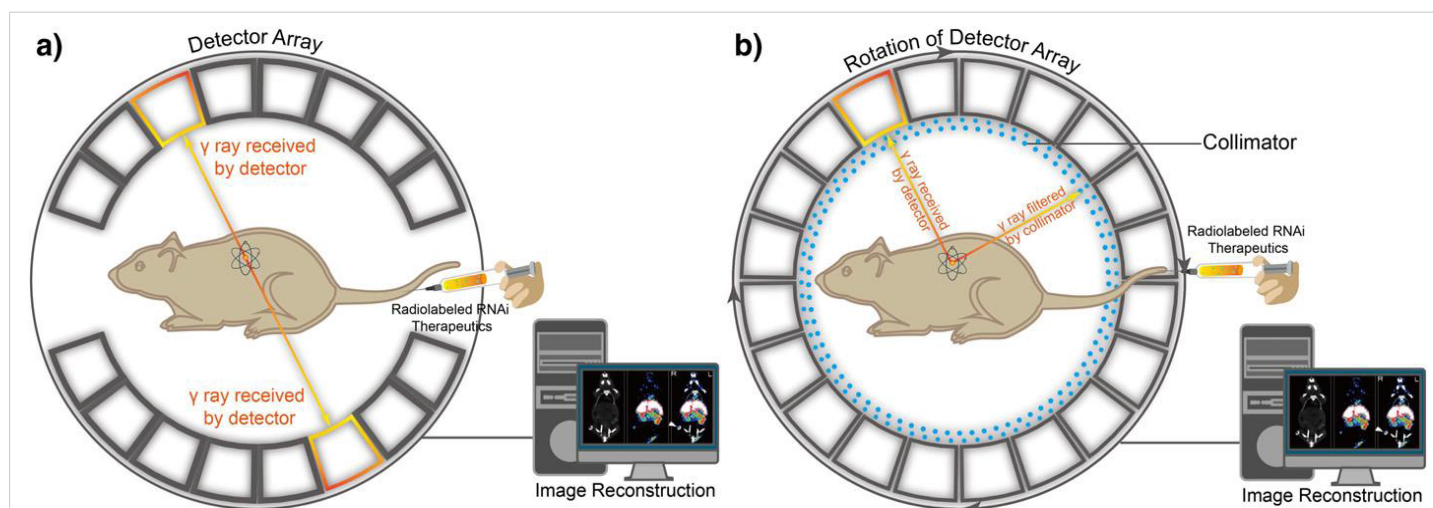 a)
Detector Array
γ ray received
by detector
Radiolabeled RNAi
Therapeutics
γ ray received
by detector
Image Reconstruction
b)
Rotation of Detector Array
Collimator
γ ray received
by detector
γ ray filtered
by collimator
Radiolabeled RNAi
Therapeutics
Image Reconstruction
R L
R L